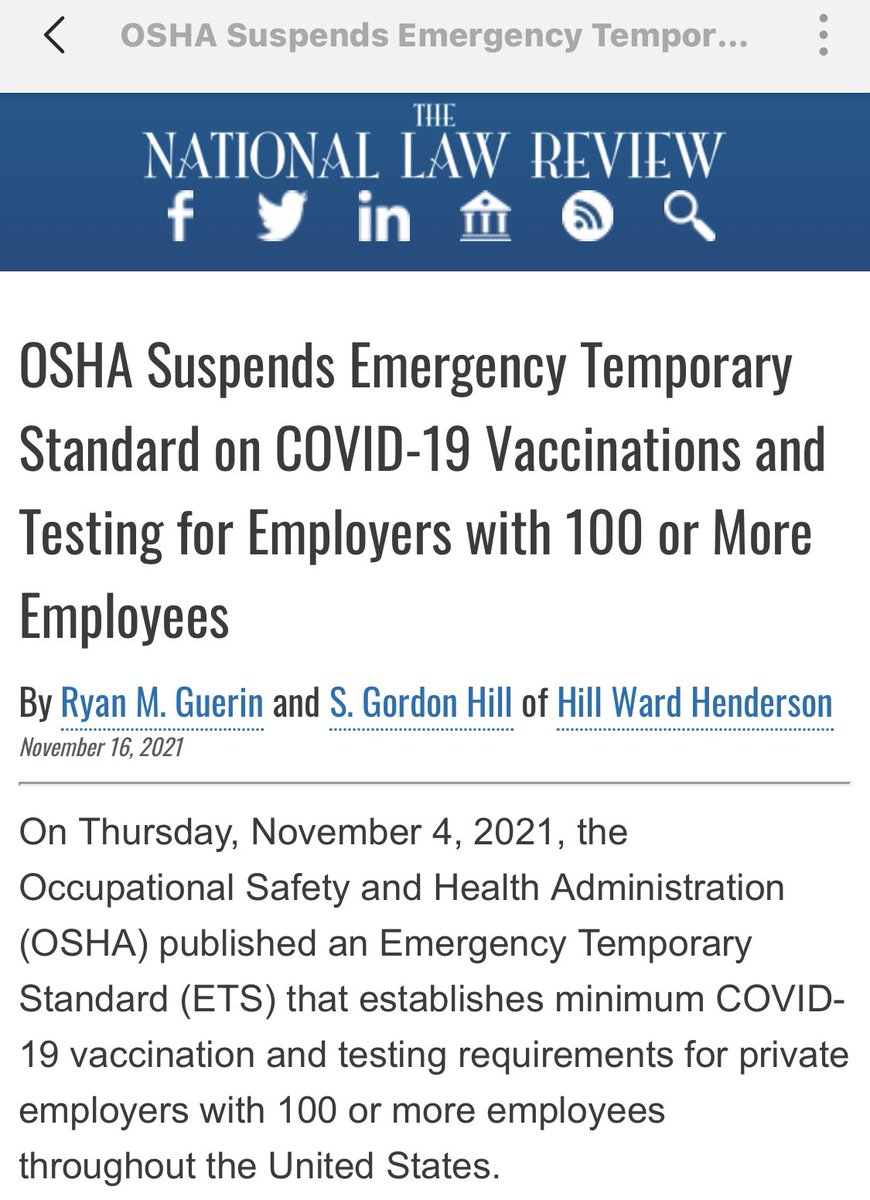 OSHA Suspends Emergency Tempor...
THE
NATIONAL LAW REVIEW
OSHA Suspends Emergency Temporary
Standard on COVID-19 Vaccinations and
Testing for Employers with 100 or More
Employees
By Ryan M. Guerin and S. Gordon Hill of Hill Ward Henderson
November 16, 2021
On Thursday, November 4, 2021, the
Occupational Safety and Health Administration
(OSHA) published an Emergency Temporary
Standard (ETS) that establishes minimum COVID-
19 vaccination and testing requirements for private
employers with 100 or more employees
throughout the United States.